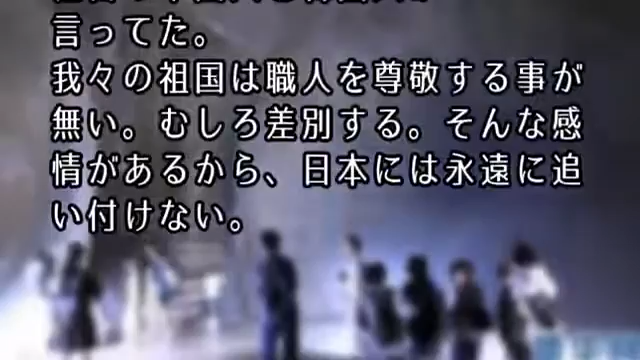 言ってた。
我々の祖国は職人を尊敬する事が
無い。むしろ差別する。そんな感
情があるから、日本には永遠に追
い付けない。